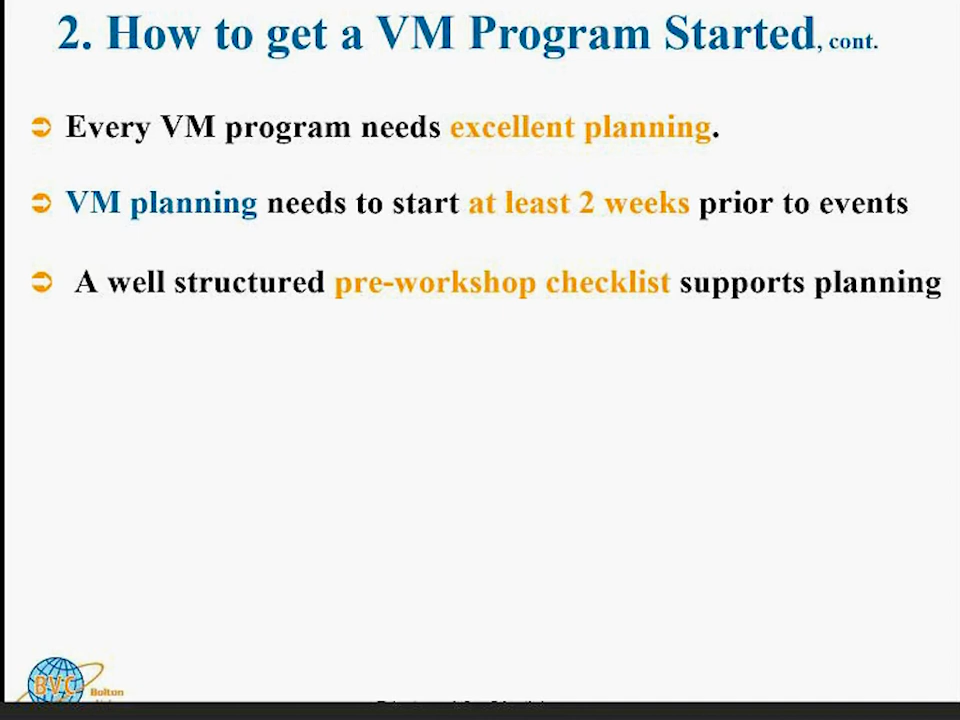 2. How to get a VM Program Started, cont.
Every VM program needs excellent planning.
VM planning needs to start at least 2 weeks prior to events
A well structured pre-workshop checklist supports planning
BVC
Bolton